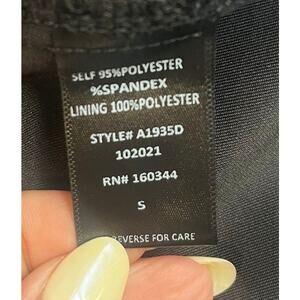 SELF 95%POLYESTER
%SPANDEX
LINING 100%POLYESTER
STYLE# A1935D
102021
RN# 160344
S
REVERSE FOR CARE